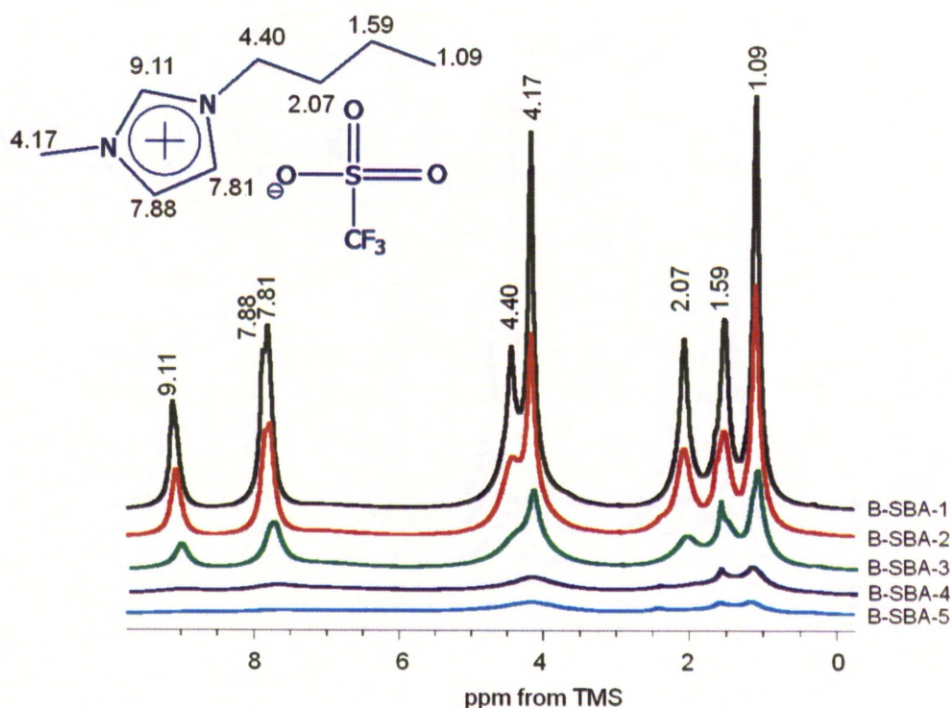 1.59
4.40
1.09
9.11
2.07
N
4.17
N
7.81
7.88
O
O
S
O
⊖
CF3
+
9.11
7.88
7.81
4.40
4.17
2.07
1.59
1.09
B-SBA-1
B-SBA-2
B-SBA-3
B-SBA-4
B-SBA-5
8
6
4
2
0
ppm from TMS